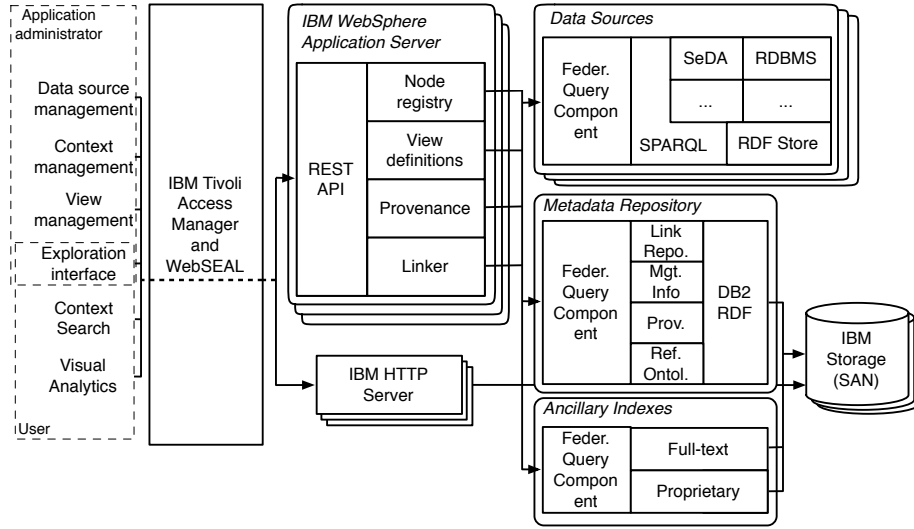 Application
administrator
Data source
management
Context
management
View
management
Exploration
interface
Context
Search
Visual
Analytics
User
IBM Tivoli
Access
Manager
and
WebSEAL
IBM WebSphere
Application Server
REST
API
Node
registry
View
definitions
Provenance
Linker
IBM HTTP
Server
Data Sources
Feder.
Query
Compon
ent
SPARQL
SeDA
RDBMS
...
...
RDF Store
Metadata Repository
Feder.
Query
Compon
ent
Link
Repo.
Mgt.
Info
Prov.
Ref.
Ontol.
DB2
RDF
Ancillary Indexes
Feder.
Query
Compon
ent
Full-text
Proprietary
IBM
Storage
(SAN)